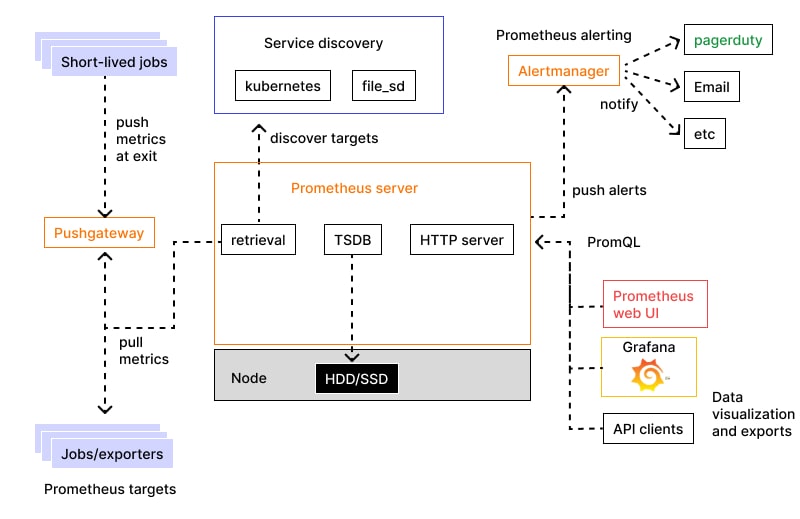 Short-lived jobs
push
metrics
at exit
Pushgateway
pull
metrics
Jobs/exporters
Prometheus targets
Service discovery
kubernetes
file_sd
discover targets
Prometheus server
retrieval
TSDB
HTTP server
Node
HDD/SSD
Prometheus alerting
Alertmanager
pagerduty
Email
notify
etc
push alerts
PromQL
Prometheus
web UI
Grafana
API clients
Data
visualization
and exports